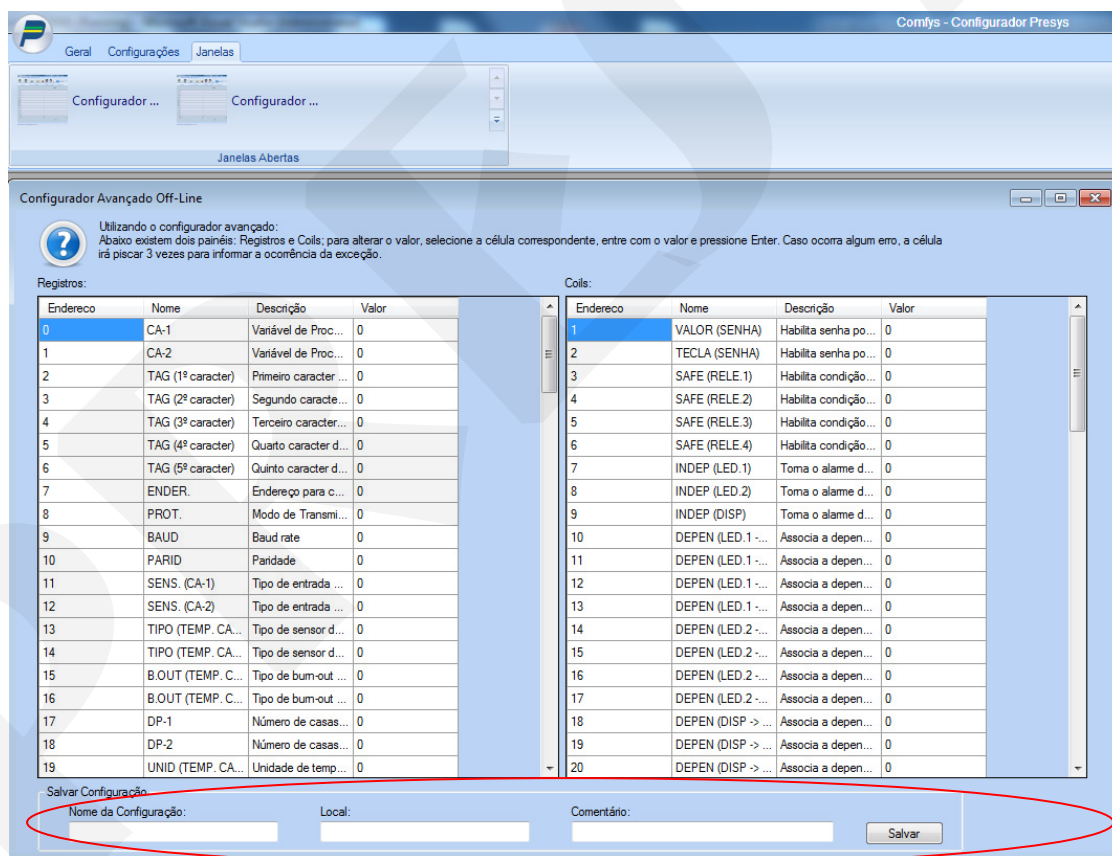 Comfys - Configurador Presys
Geral Configurações Janelas
Configurador ... Configurador ...
Janelas Abertas
Configurador Avançado Off-Line
Utilizando o configurador avançado:
Abaixo existem dois painéis: Registros e Coils; para alterar o valor, selecione a célula correspondente, entre com o valor e pressione Enter. Caso ocorra algum erro, a célula
irá piscar 3 vezes para informar a ocorrência da exceção.
Registros: Coils:
Endereco Nome Descrição Valor Endereco Nome Descrição Valor
0 CA-1 Variável de Proc... 0 1 VALOR (SENHA) Habilita senha po... 0
1 CA-2 Variável de Proc... 0 2 TECLA (SENHA) Habilita senha po... 0
2 TAG (1º caracter) Primeiro caracter ... 0 3 SAFE (RELE.1) Habilita condição... 0
3 TAG (2º caracter) Segundo caracte... 0 4 SAFE (RELE.2) Habilita condição... 0
4 TAG (3º caracter) Terceiro caracter... 0 5 SAFE (RELE.3) Habilita condição... 0
5 TAG (4º caracter) Quarto caracter d... 0 6 SAFE (RELE.4) Habilita condição... 0
6 TAG (5º caracter) Quinto caracter d... 0 7 INDEP (LED.1) Torna o alarme d... 0
7 ENDER. Endereço para c... 0 8 INDEP (LED.2) Torna o alarme d... 0
8 PROT. Modo de Transmi... 0 9 INDEP (DISP) Torna o alarme d... 0
9 BAUD Baud rate 0 10 DEPEN (LED.1 -... Associa a depen... 0
10 PARID Paridade 0 11 DEPEN (LED.1 -... Associa a depen... 0
11 SENS. (CA-1) Tipo de entrada ... 0 12 DEPEN (LED.1 -... Associa a depen... 0
12 SENS. (CA-2) Tipo de entrada ... 0 13 DEPEN (LED.1 -... Associa a depen... 0
13 TIPO (TEMP. CA... Tipo de sensor d... 0 14 DEPEN (LED.2 -... Associa a depen... 0
14 TIPO (TEMP. CA... Tipo de sensor d... 0 15 DEPEN (LED.2 -... Associa a depen... 0
15 B.OUT (TEMP. C... Tipo de burn-out ... 0 16 DEPEN (LED.2 -... Associa a depen... 0
16 B.OUT (TEMP. C... Tipo de burn-out ... 0 17 DEPEN (LED.2 -... Associa a depen... 0
17 DP-1 Número de casas... 0 18 DEPEN (DISP -> ... Associa a depen... 0
18 DP-2 Número de casas... 0 19 DEPEN (DISP -> ... Associa a depen... 0
19 UNID (TEMP. CA... Unidade de temp... 0 20 DEPEN (DISP -> ... Associa a depen... 0
Salvar Configuração
Nome da Configuração: Local: Comentário:
Salvar